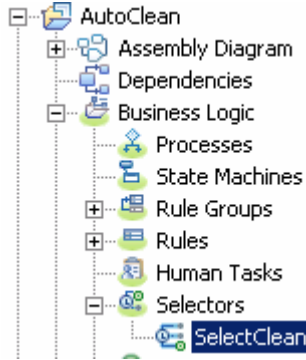 AutoClean
Assembly Diagram
Dependencies
Business Logic
Processes
State Machines
Rule Groups
Rules
Human Tasks
Selectors
SelectClean